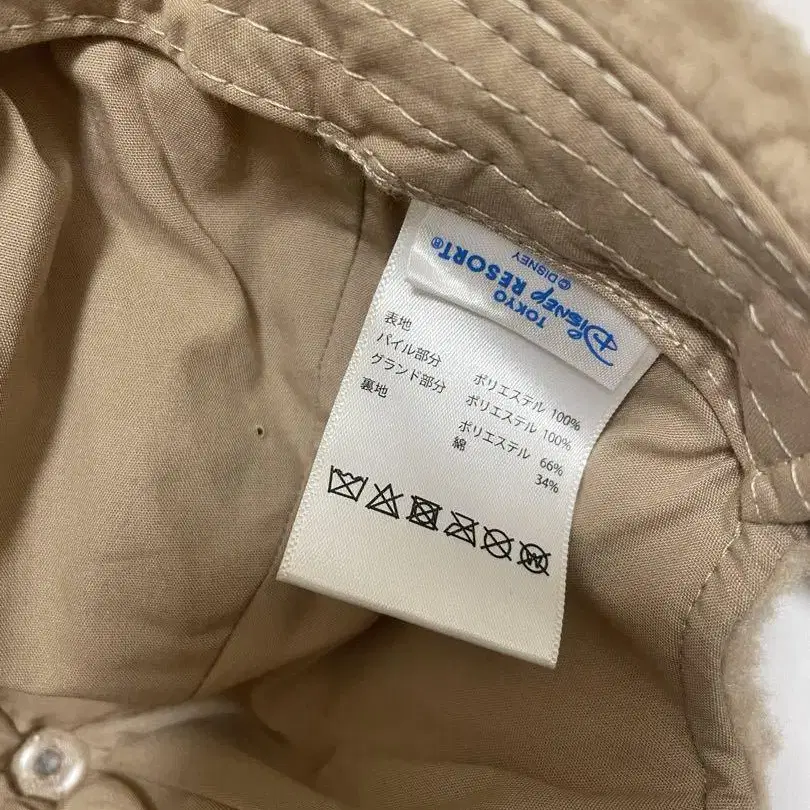 TOKYO
DISNEY RESORT®
©DISNEY
表地
パイル部分 ポリエステル 100%
グランド部分 ポリエステル 100%
裏地 ポリエステル 66%
綿 34%
W